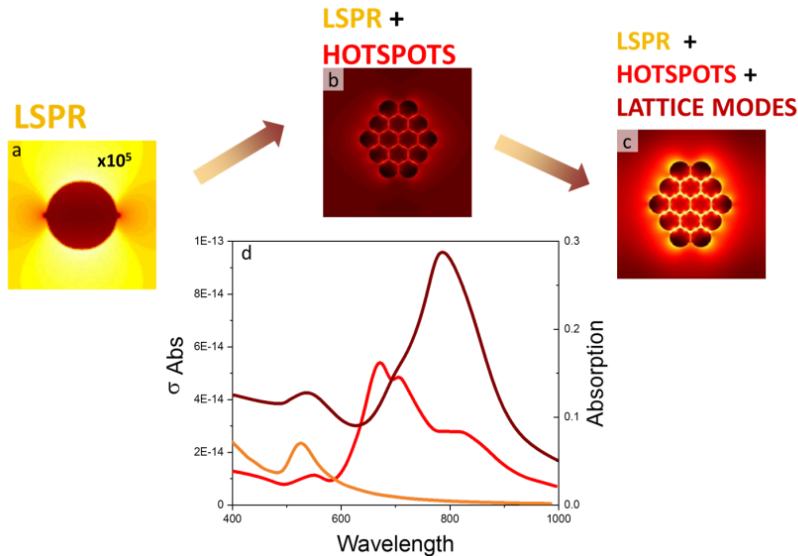 LSPR +
HOTSPOTS
LSPR +
HOTSPOTS +
LATTICE MODES
LSPR
a
x10⁵
b
c
d
1E-13
8E-14
6E-14
4E-14
2E-14
0
σ Abs
0.3
0.2
0.1
0.0
Absorption
400
600
800
1000
Wavelength